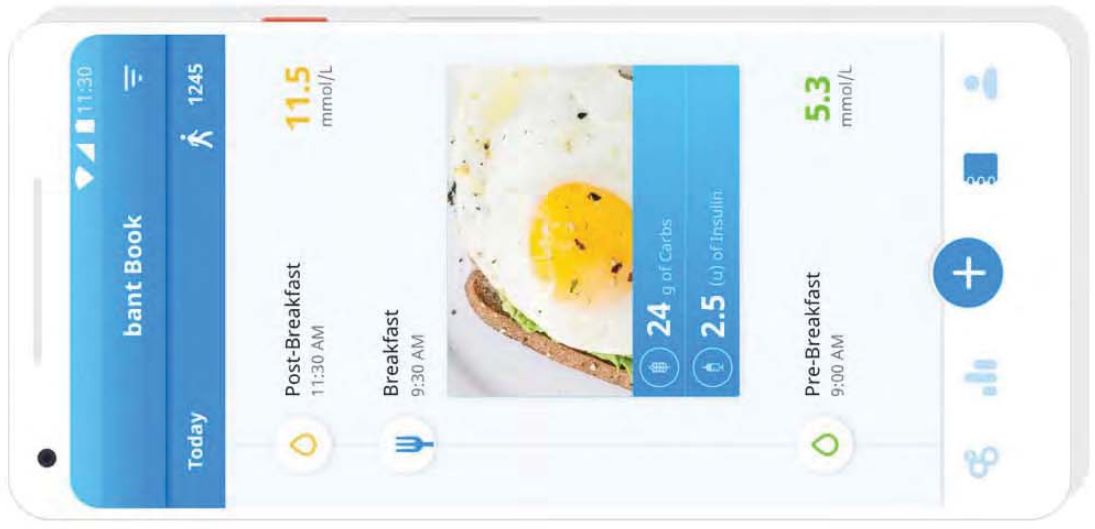 11:30
bant Book
Today 1245
Post-Breakfast 11.5
11:30 AM mmol/L
Breakfast
9:30 AM
24 g of Carbs
2.5 (u) of Insulin
Pre-Breakfast 5.3
9:00 AM mmol/L